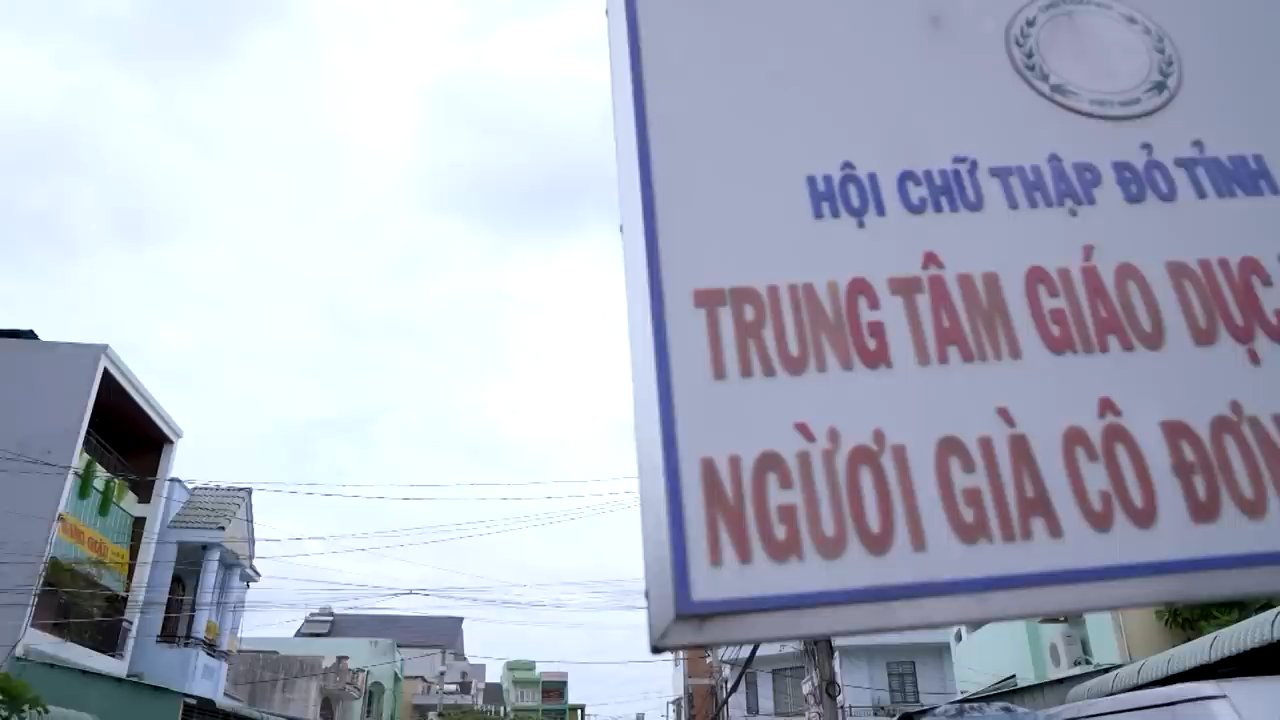 HỘI CHỮ THẬP ĐỎ TỈNH
TRUNG TÂM GIÁO DỤC
NGƯỜI GIÀ CÔ ĐƠN